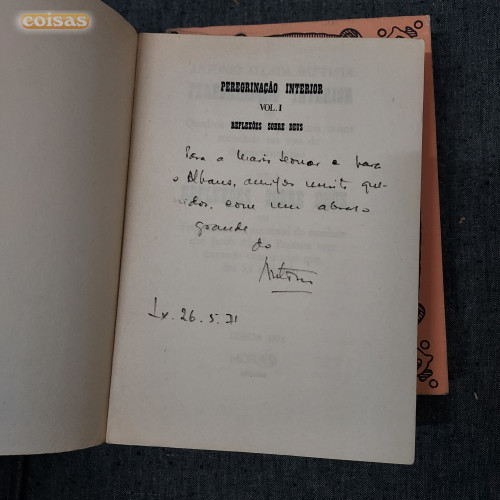 coisas
PEREGRINAÇÃO INTERIOR
VOL. I
REFLEXÕES SOBRE DEUS
Para a Maria Leonor e para
o Albano, amigos muito que-
ridos, com um abraço
grande
do
António
Lx. 26.5.71